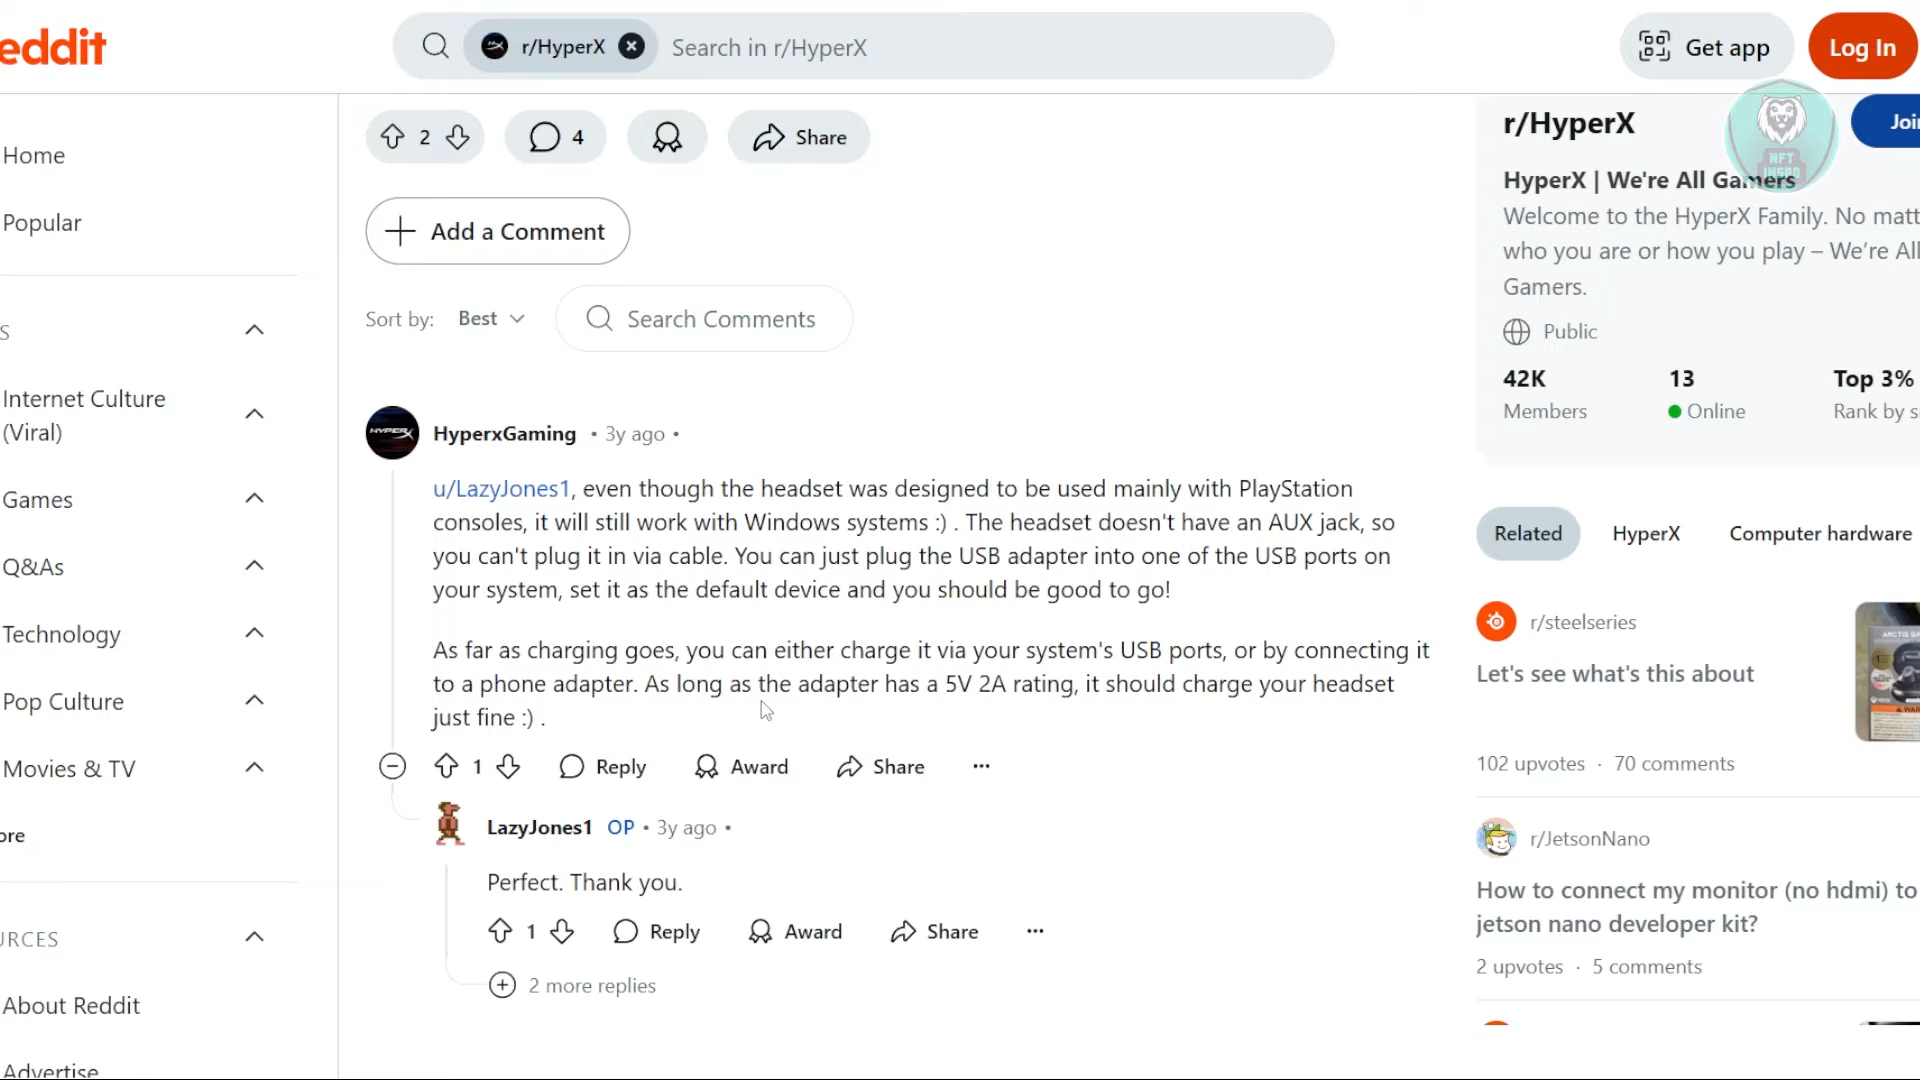 eddit
r/HyperX
Search in r/HyperX
Get app
Log In
Home
Popular
S
Internet Culture
(Viral)
Games
Q&As
Technology
Pop Culture
Movies & TV
ore
URCES
About Reddit
Advertise
2
4
Share
Add a Comment
Sort by:
Best
Search Comments
HYPERX
HyperxGaming • 3y ago •
u/LazyJones1, even though the headset was designed to be used mainly with PlayStation
consoles, it will still work with Windows systems :) . The headset doesn't have an AUX jack, so
you can't plug it in via cable. You can just plug the USB adapter into one of the USB ports on
your system, set it as the default device and you should be good to go!
As far as charging goes, you can either charge it via your system's USB ports, or by connecting it
to a phone adapter. As long as the adapter has a 5V 2A rating, it should charge your headset
just fine :) .
1
Reply
Award
Share
LazyJones1 OP • 3y ago •
Perfect. Thank you.
1
Reply
Award
Share
2 more replies
r/HyperX
Join
NFT
INSPO
HyperX | We're All Gamers
Welcome to the HyperX Family. No matt
who you are or how you play – We're All
Gamers.
Public
42K
Members
13
Online
Top 3%
Rank by s
Related
HyperX
Computer hardware
r/steelseries
Let's see what's this about
102 upvotes · 70 comments
r/JetsonNano
How to connect my monitor (no hdmi) to
jetson nano developer kit?
2 upvotes · 5 comments